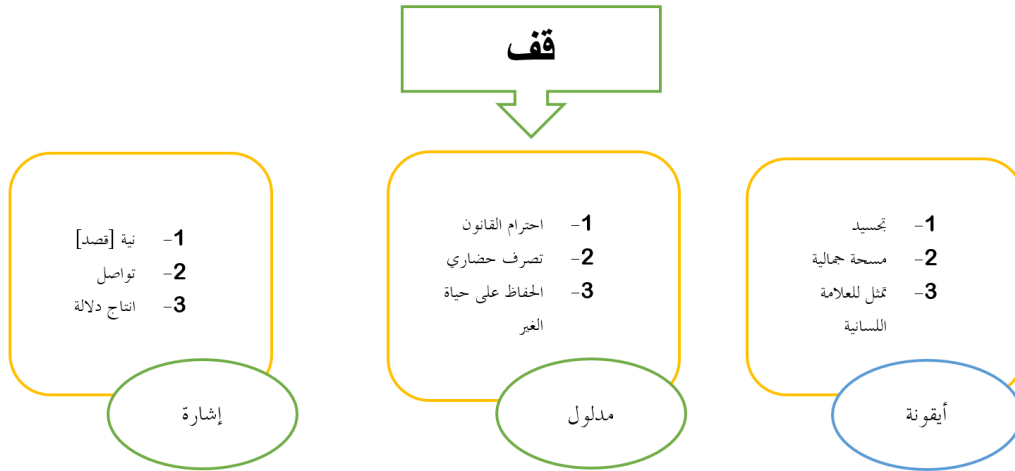 قف
1- تجسيد
2- مسحة جمالية
3- تمثل للعلامة
اللسانية
أيقونة
1- احترام القانون
2- تصرف حضاري
3- الحفاظ على حياة
الغير
مدلول
1- نية [قصد]
2- تواصل
3- انتاج دلالة
إشارة